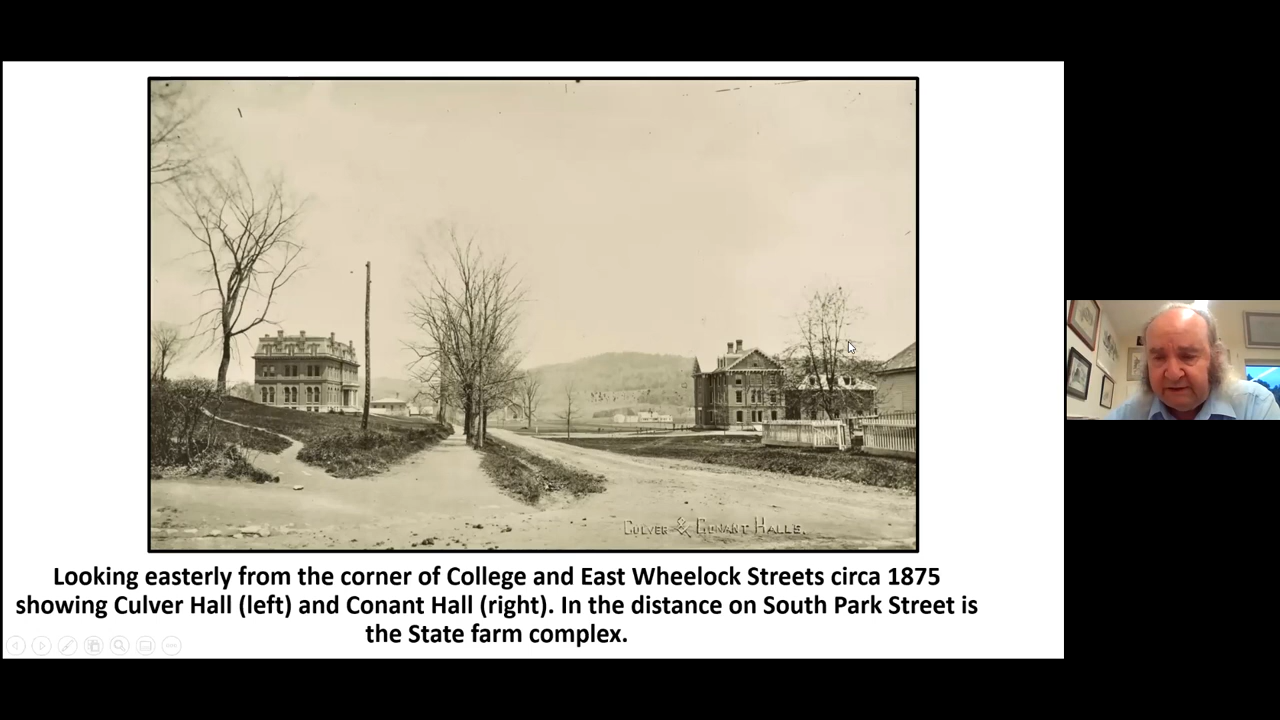 CULVER & CONANT HALLS.
Looking easterly from the corner of College and East Wheelock Streets circa 1875
showing Culver Hall (left) and Conant Hall (right). In the distance on South Park Street is
the State farm complex.